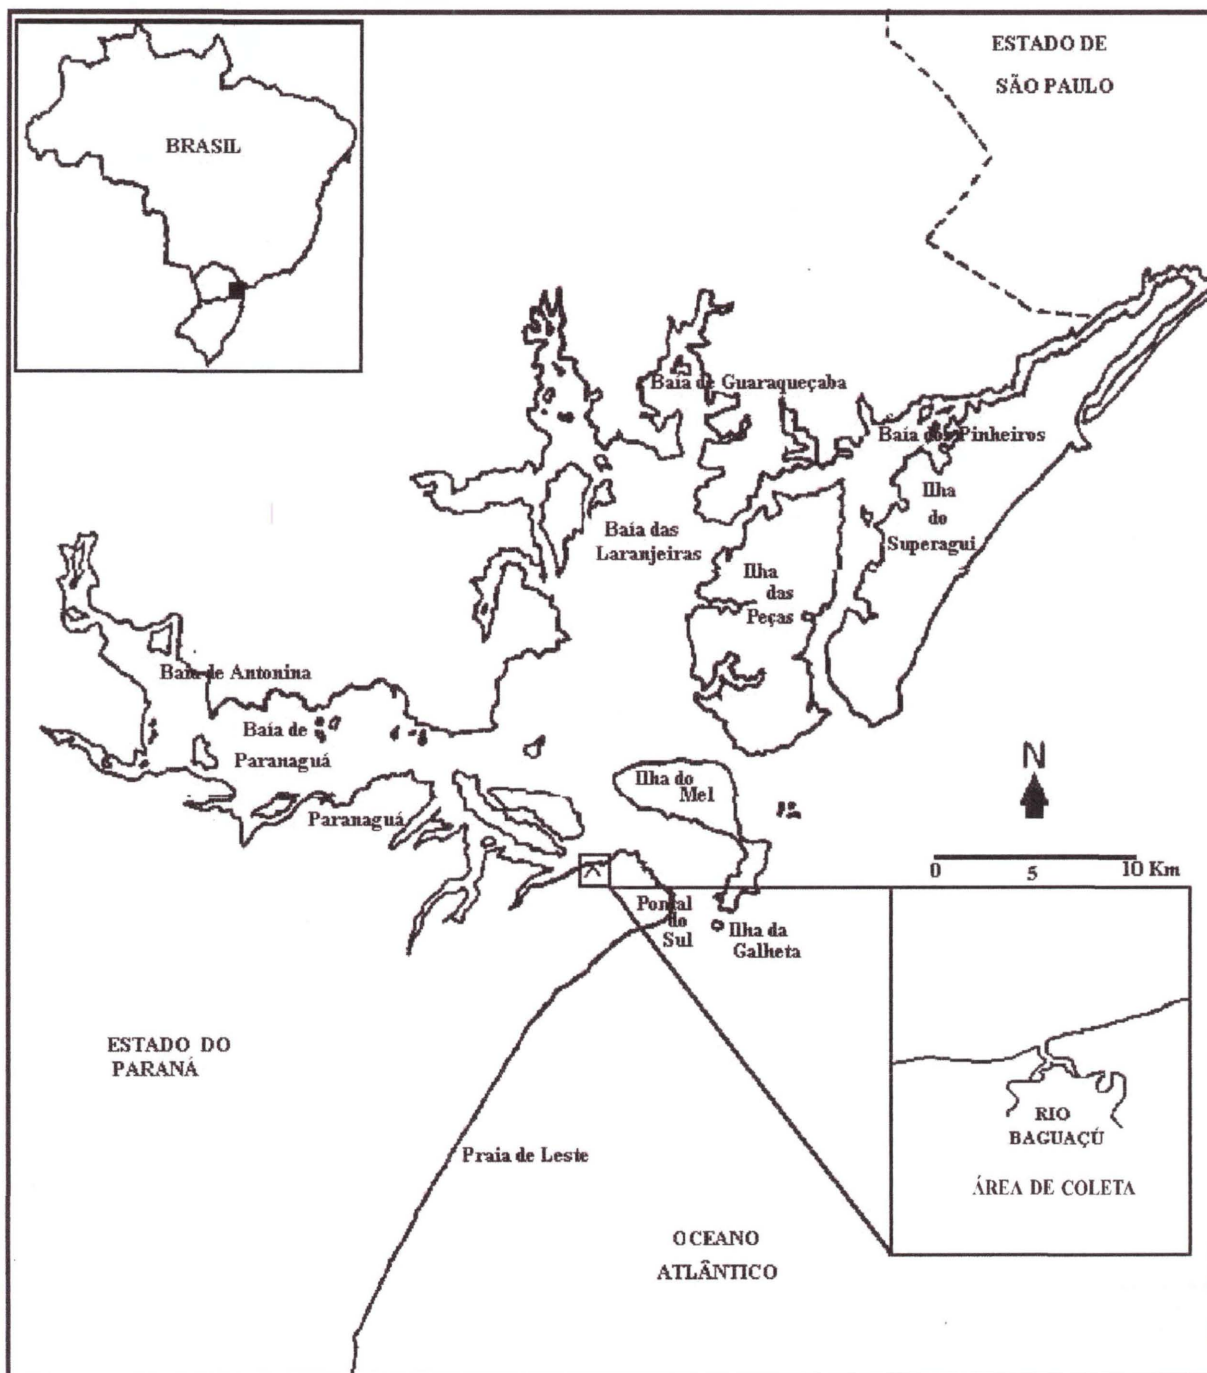 BRASIL
ESTADO DE
SÃO PAULO
Baía de Guaraqueçaba
Baía dos Pinheiros
Ilha
do
Superagui
Baía das
Laranjeiras
Ilha
das
Peças
Baía de Antonina
Baía de
Paranaguá
Paranaguá
Ilha do
Mel
N
0 5 10 Km
Pontal
do
Sul
Ilha da
Galheta
ESTADO DO
PARANÁ
Praia de Leste
OCEANO
ATLÂNTICO
RIO
BAGUAÇÚ
ÁREA DE COLETA